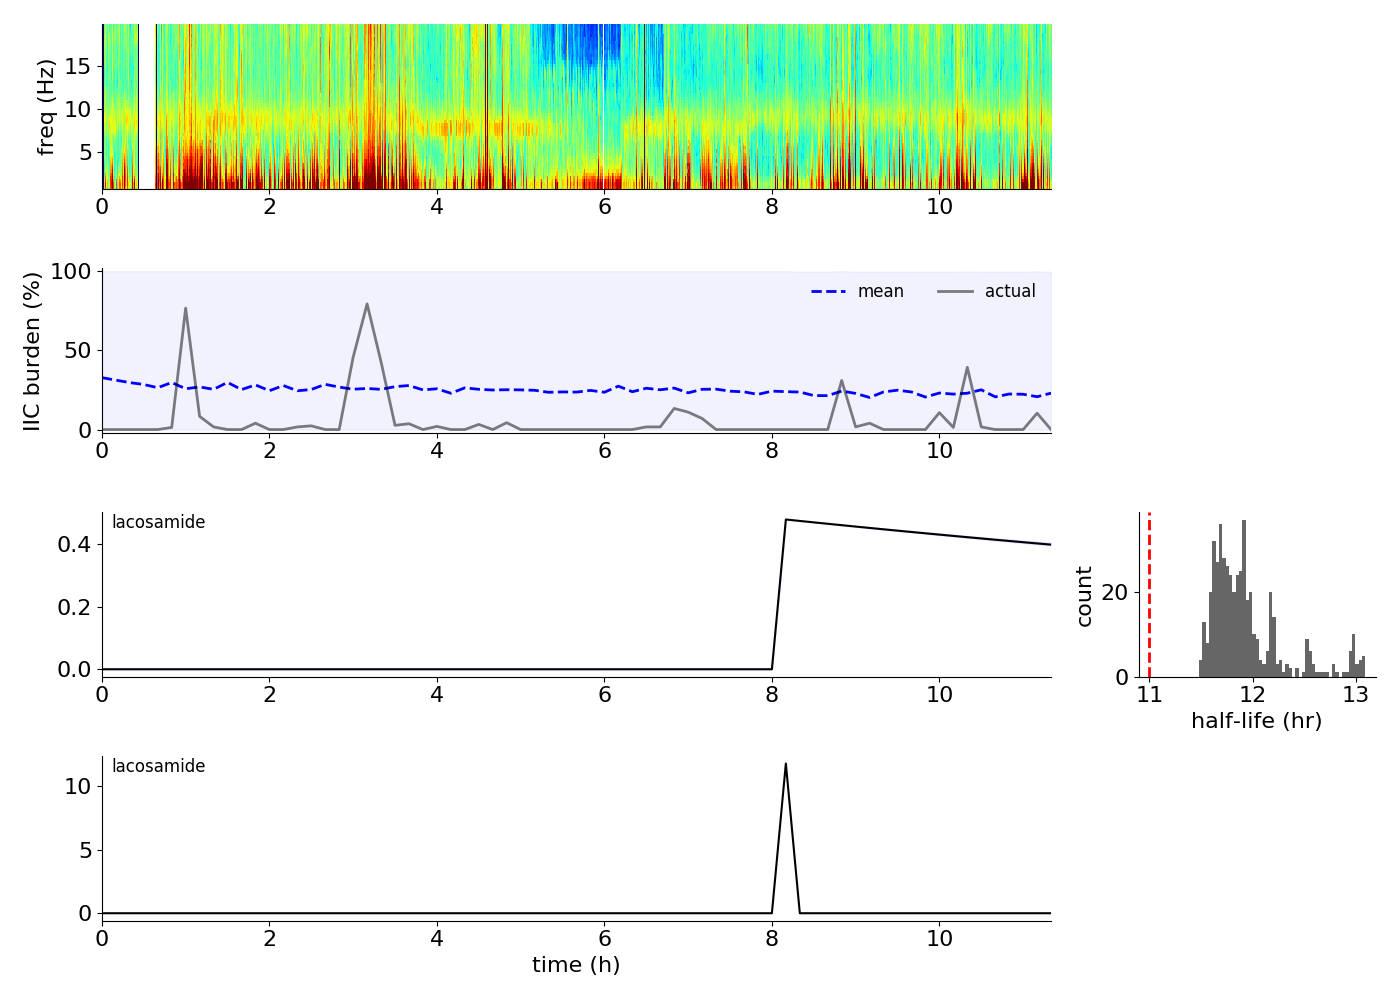 freq (Hz)
15
10
5
0 2 4 6 8 10
IIC burden (%)
100
50
0
mean actual
0 2 4 6 8 10
lacosamide
0.4
0.2
0.0
0 2 4 6 8 10
count
20
0
11 12 13
half-life (hr)
lacosamide
10
5
0
0 2 4 6 8 10
time (h)